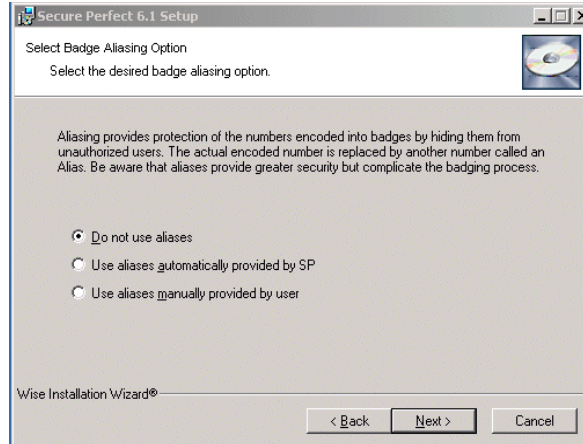 Secure Perfect 6.1 Setup
Select Badge Aliasing Option
Select the desired badge aliasing option.
Aliasing provides protection of the numbers encoded into badges by hiding them from
unauthorized users. The actual encoded number is replaced by another number called an
Alias. Be aware that aliases provide greater security but complicate the badging process.
Do not use aliases
Use aliases automatically provided by SP
Use aliases manually provided by user
Wise Installation Wizard®
< Back Next > Cancel